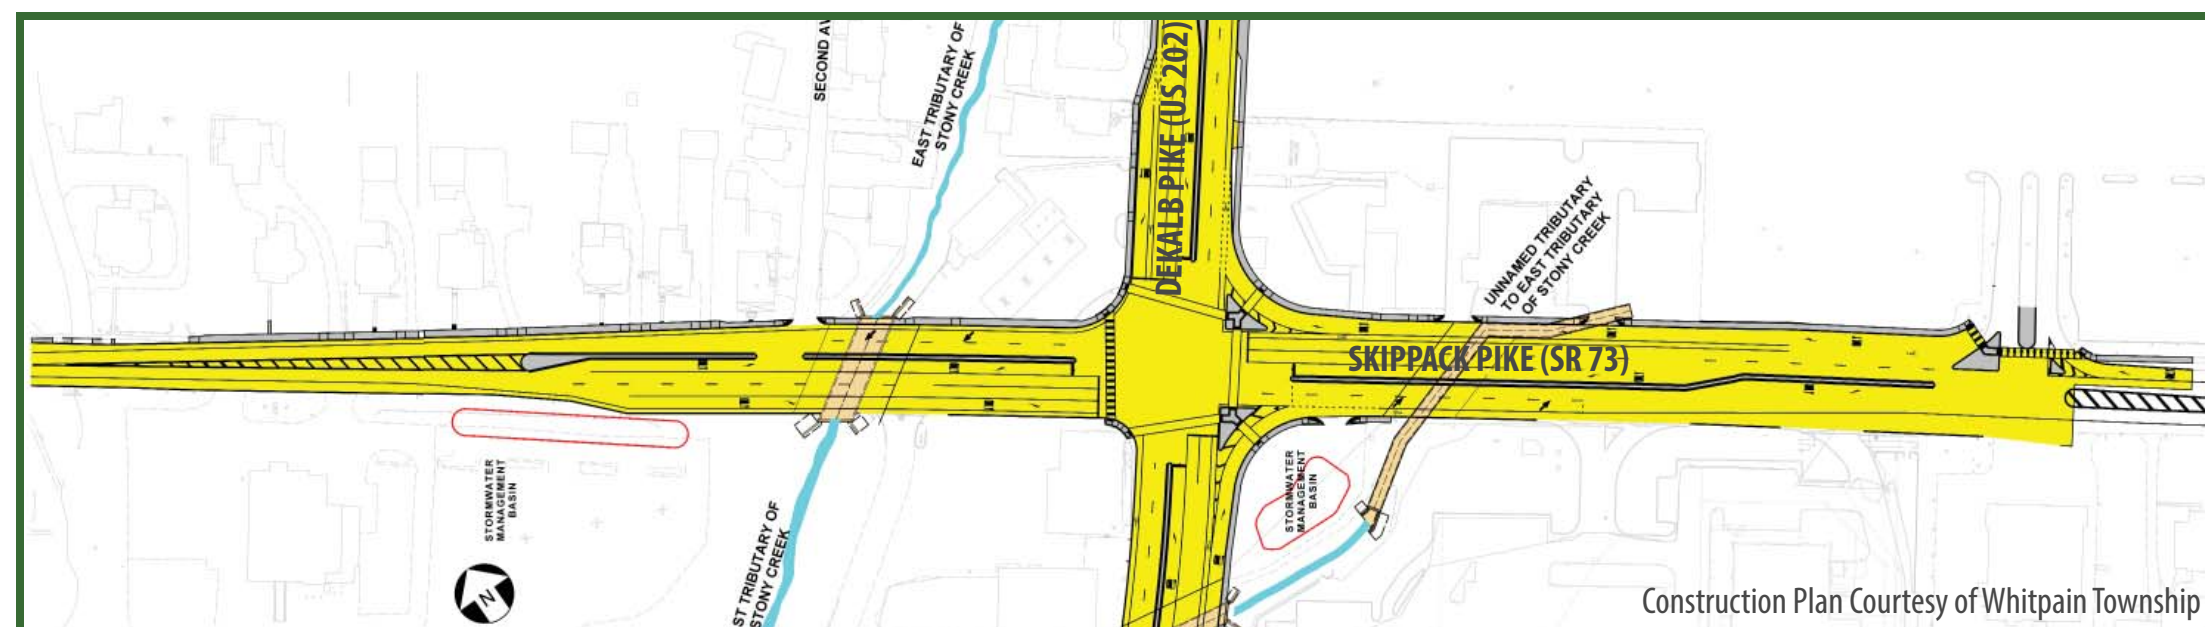 SECOND AV
EAST TRIBUTARY OF
STONY CREEK
DEKALB PIKE (US 202)
UNNAMED TRIBUTARY
TO EAST TRIBUTARY
OF STONY CREEK
SKIPPACK PIKE (SR 73)
STORMWATER
MANAGEMENT
BASIN
STORMWATER
MANAGEMENT
BASIN
ST TRIBUTARY OF
STONY CREEK
N
Construction Plan Courtesy of Whitpain Township